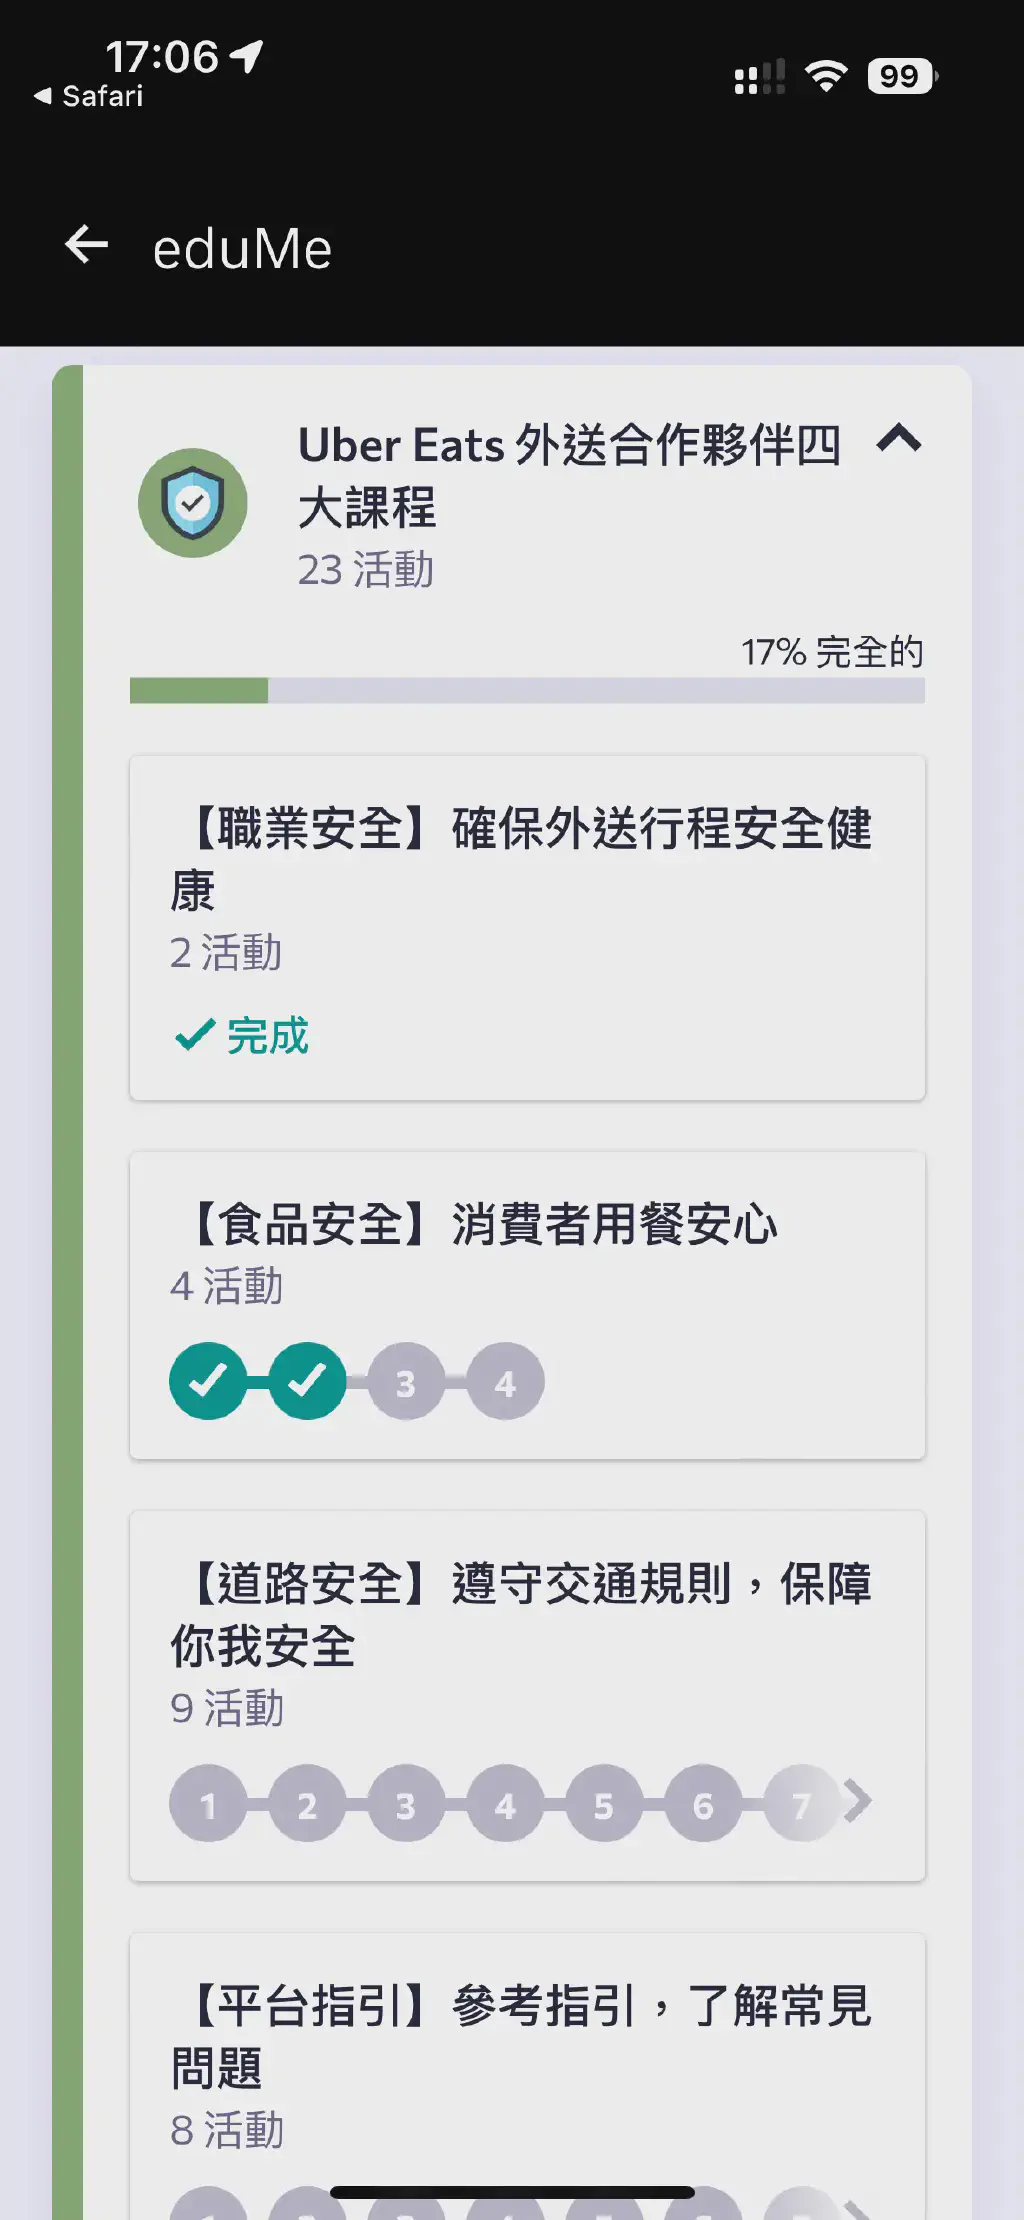 17:06
99
Safari
eduMe
Uber Eats 外送合作夥伴四
大課程
23 活動
17% 完全的
【職業安全】確保外送行程安全健
康
2 活動
完成
【食品安全】消費者用餐安心
4 活動
3 4
【道路安全】遵守交通規則，保障
你我安全
9 活動
1 2 3 4 5 6 7
【平台指引】參考指引，了解常見
問題
8 活動